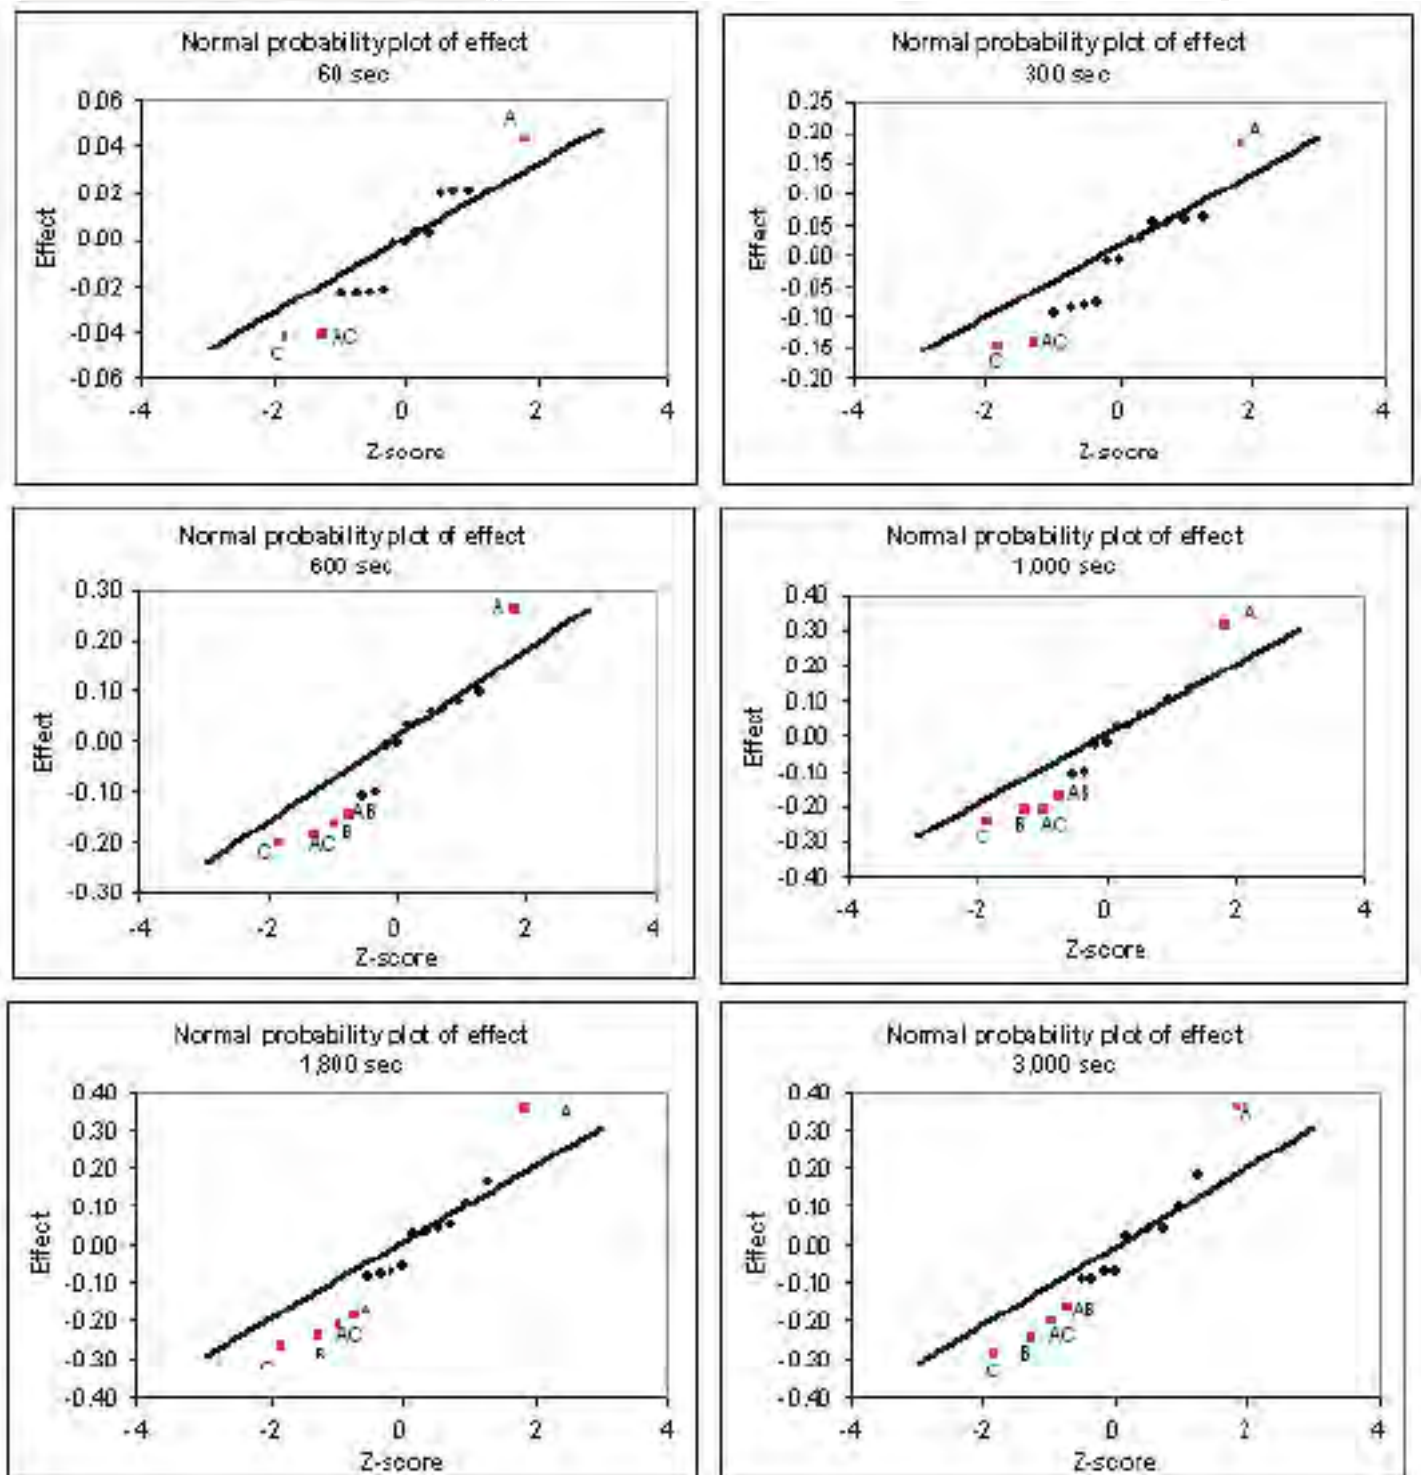 Normal probability plot of effect
60 sec
0.06
0.04
0.02
0.00
-0.02
-0.04
-0.06
Effect
A
C
AC
-4 -2 0 2 4
Z-score
Normal probability plot of effect
300 sec
0.25
0.20
0.15
0.10
0.05
0.00
-0.05
-0.10
-0.15
-0.20
Effect
A
C
AC
-4 -2 0 2 4
Z-score
Normal probability plot of effect
600 sec
0.30
0.20
0.10
0.00
-0.10
-0.20
-0.30
Effect
A
AB
B
AC
C
-4 -2 0 2 4
Z-score
Normal probability plot of effect
1,000 sec
0.40
0.30
0.20
0.10
0.00
-0.10
-0.20
-0.30
-0.40
Effect
A
AB
B AC
C
-4 -2 0 2 4
Z-score
Normal probability plot of effect
1,800 sec
0.40
0.30
0.20
0.10
0.00
-0.10
-0.20
-0.30
-0.40
Effect
A
A
AC
B
-4 -2 0 2 4
Z-score
Normal probability plot of effect
3,000 sec
0.40
0.30
0.20
0.10
0.00
-0.10
-0.20
-0.30
-0.40
Effect
A
AB
AC
B
C
-4 -2 0 2 4
Z-score